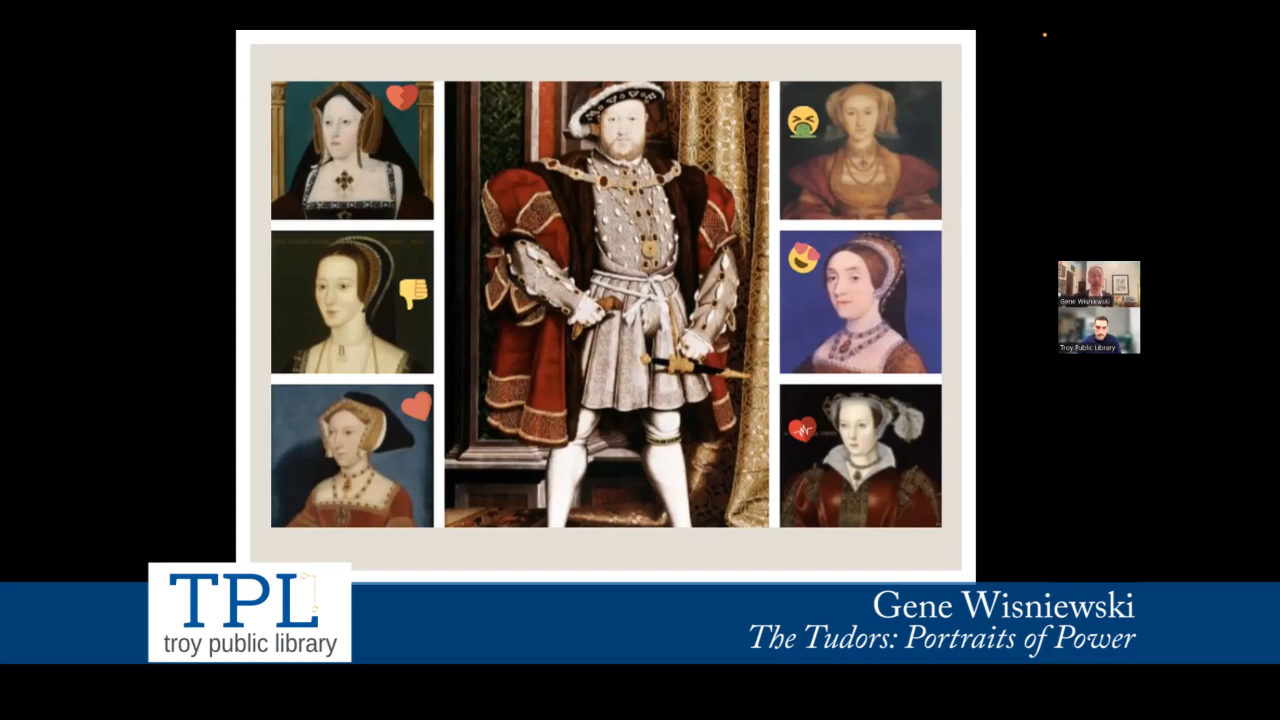 Gene Wisniewski
Troy Public Library
TPL
troy public library
Gene Wisniewski
The Tudors: Portraits of Power